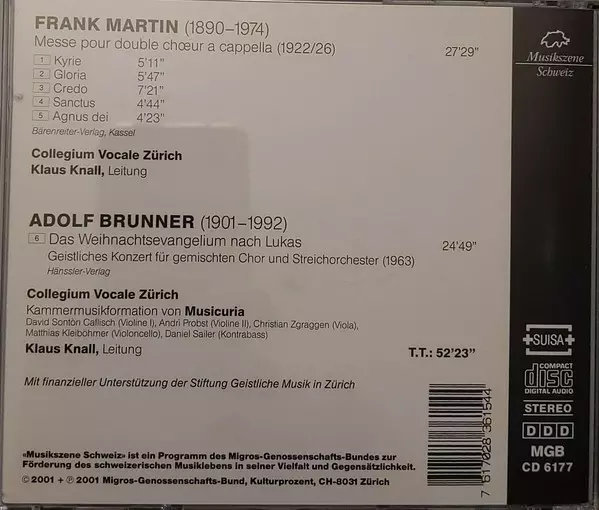 FRANK MARTIN (1890–1974)
Messe pour double chœur a cappella (1922/26) 27'29"
1 Kyrie 5'11"
2 Gloria 5'47"
3 Credo 7'21"
4 Sanctus 4'44"
5 Agnus dei 4'23"
Bärenreiter-Verlag, Kassel
Collegium Vocale Zürich
Klaus Knall, Leitung
ADOLF BRUNNER (1901–1992)
6 Das Weihnachtsevangelium nach Lukas 24'49"
Geistliches Konzert für gemischten Chor und Streichorchester (1963)
Hänssler-Verlag
Collegium Vocale Zürich
Kammermusikformation von Musicuria
David Sontòn Caflisch (Violine I), Andri Probst (Violine II), Christian Zgraggen (Viola),
Matthias Kleiböhmer (Violoncello), Daniel Sailer (Kontrabass)
Klaus Knall, Leitung T.T.: 52'23"
Mit finanzieller Unterstützung der Stiftung Geistliche Musik in Zürich
«Musikszene Schweiz» ist ein Programm des Migros-Genossenschafts-Bundes zur
Förderung des schweizerischen Musiklebens in seiner Vielfalt und Gegensätzlichkeit.
© 2001 + ℗ 2001 Migros-Genossenschafts-Bund, Kulturprozent, CH-8031 Zürich
7 617028 361544
Musikszene
Schweiz
SUISA
COMPACT
disc
DIGITAL AUDIO
STEREO
DDD
MGB
CD 6177